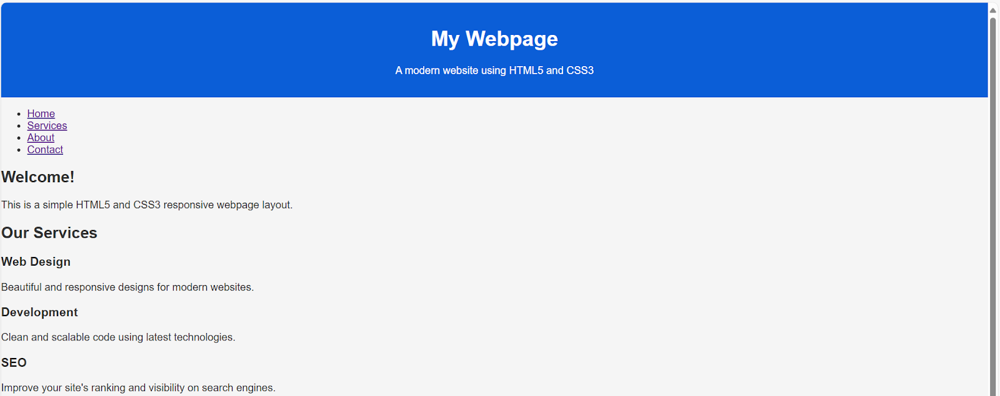 My Webpage
A modern website using HTML5 and CSS3
Home
Services
About
Contact
Welcome!
This is a simple HTML5 and CSS3 responsive webpage layout.
Our Services
Web Design
Beautiful and responsive designs for modern websites.
Development
Clean and scalable code using latest technologies.
SEO
Improve your site's ranking and visibility on search engines.